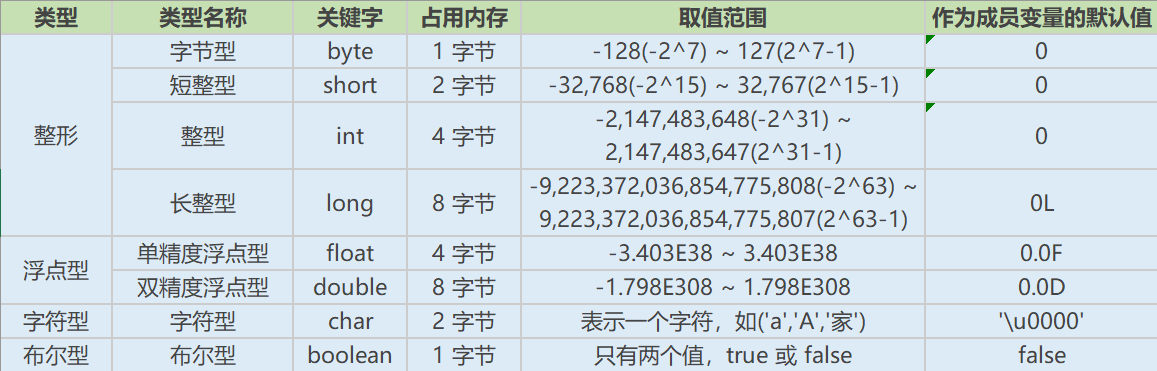 类型 类型名称 关键字 占用内存 取值范围 作为成员变量的默认值
整形 字节型 byte 1 字节 -128(-2^7) ~ 127(2^7-1) 0
短整型 short 2 字节 -32,768(-2^15) ~ 32,767(2^15-1) 0
整型 int 4 字节 -2,147,483,648(-2^31) ~
2,147,483,647(2^31-1) 0
长整型 long 8 字节 -9,223,372,036,854,775,808(-2^63) ~
9,223,372,036,854,775,807(2^63-1) 0L
浮点型 单精度浮点型 float 4 字节 -3.403E38 ~ 3.403E38 0.0F
双精度浮点型 double 8 字节 -1.798E308 ~ 1.798E308 0.0D
字符型 字符型 char 2 字节 表示一个字符，如('a','A','家') '\u0000'
布尔型 布尔型 boolean 1 字节 只有两个值，true 或 false false